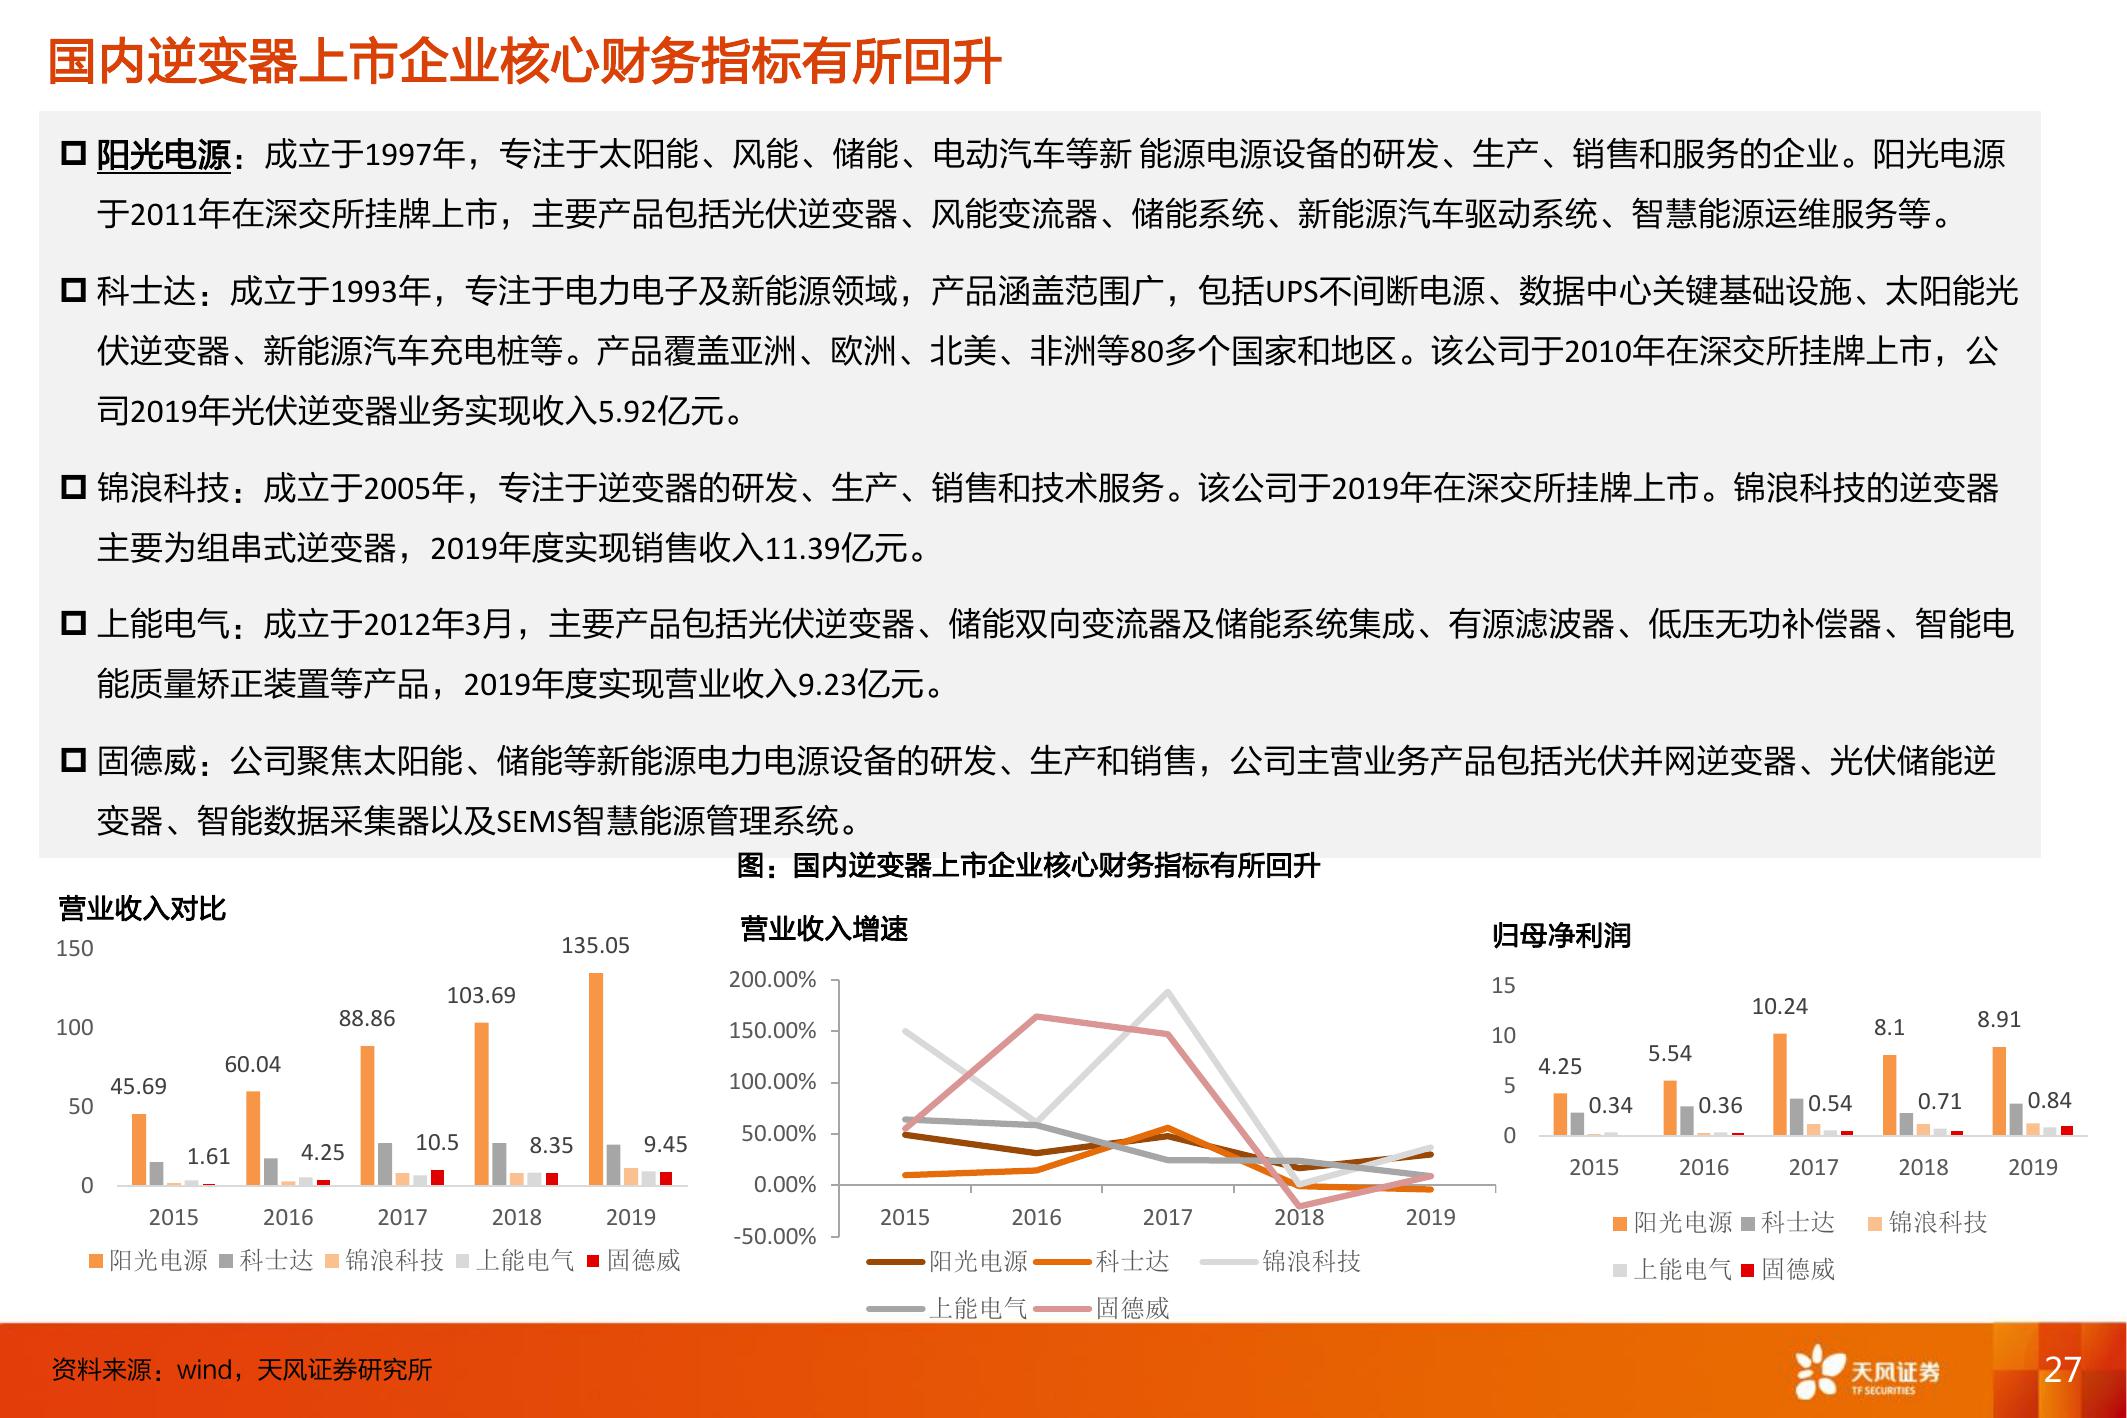 国内逆变器上市企业核心财务指标有所回升
阳光电源：成立于1997年，专注于太阳能、风能、储能、电动汽车等新 能源电源设备的研发、生产、销售和服务的企业。阳光电源
于2011年在深交所挂牌上市，主要产品包括光伏逆变器、风能变流器、储能系统、新能源汽车驱动系统、智慧能源运维服务等。
科士达：成立于1993年，专注于电力电子及新能源领域，产品涵盖范围广，包括UPS不间断电源、数据中心关键基础设施、太阳能光
伏逆变器、新能源汽车充电桩等。产品覆盖亚洲、欧洲、北美、非洲等80多个国家和地区。该公司于2010年在深交所挂牌上市，公
司2019年光伏逆变器业务实现收入5.92亿元。
锦浪科技：成立于2005年，专注于逆变器的研发、生产、销售和技术服务。该公司于2019年在深交所挂牌上市。锦浪科技的逆变器
主要为组串式逆变器，2019年度实现销售收入11.39亿元。
上能电气：成立于2012年3月，主要产品包括光伏逆变器、储能双向变流器及储能系统集成、有源滤波器、低压无功补偿器、智能电
能质量矫正装置等产品，2019年度实现营业收入9.23亿元。
固德威：公司聚焦太阳能、储能等新能源电力电源设备的研发、生产和销售，公司主营业务产品包括光伏并网逆变器、光伏储能逆
变器、智能数据采集器以及SEMS智慧能源管理系统。
图：国内逆变器上市企业核心财务指标有所回升
营业收入对比
150
100
50
0
45.69
60.04
88.86
103.69
135.05
1.61
4.25
10.5
8.35
9.45
2015 2016 2017 2018 2019
阳光电源 科士达 锦浪科技 上能电气 固德威
营业收入增速
200.00%
150.00%
100.00%
50.00%
0.00%
-50.00%
2015 2016 2017 2018 2019
阳光电源 科士达 锦浪科技
上能电气 固德威
归母净利润
15
10
5
0
4.25
5.54
10.24
8.1
8.91
0.34
0.36
0.54
0.71
0.84
2015 2016 2017 2018 2019
阳光电源 科士达 锦浪科技
上能电气 固德威
资料来源：wind，天风证券研究所
天风证券
TF SECURITIES
27